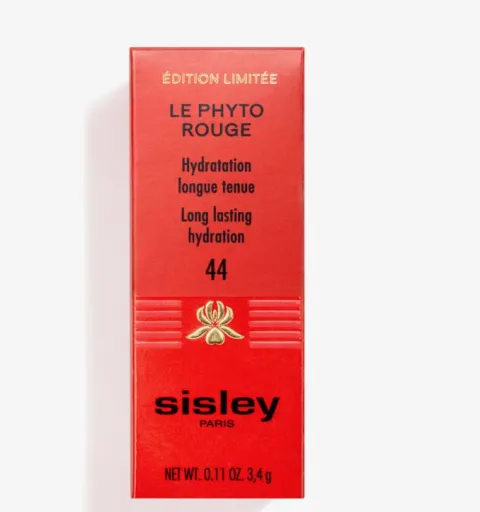 ÉDITION LIMITÉE
LE PHYTO
ROUGE
Hydratation
longue tenue
Long lasting
hydration
44
sisley
PARIS
NET WT. 0.11 OZ. 3,4 g